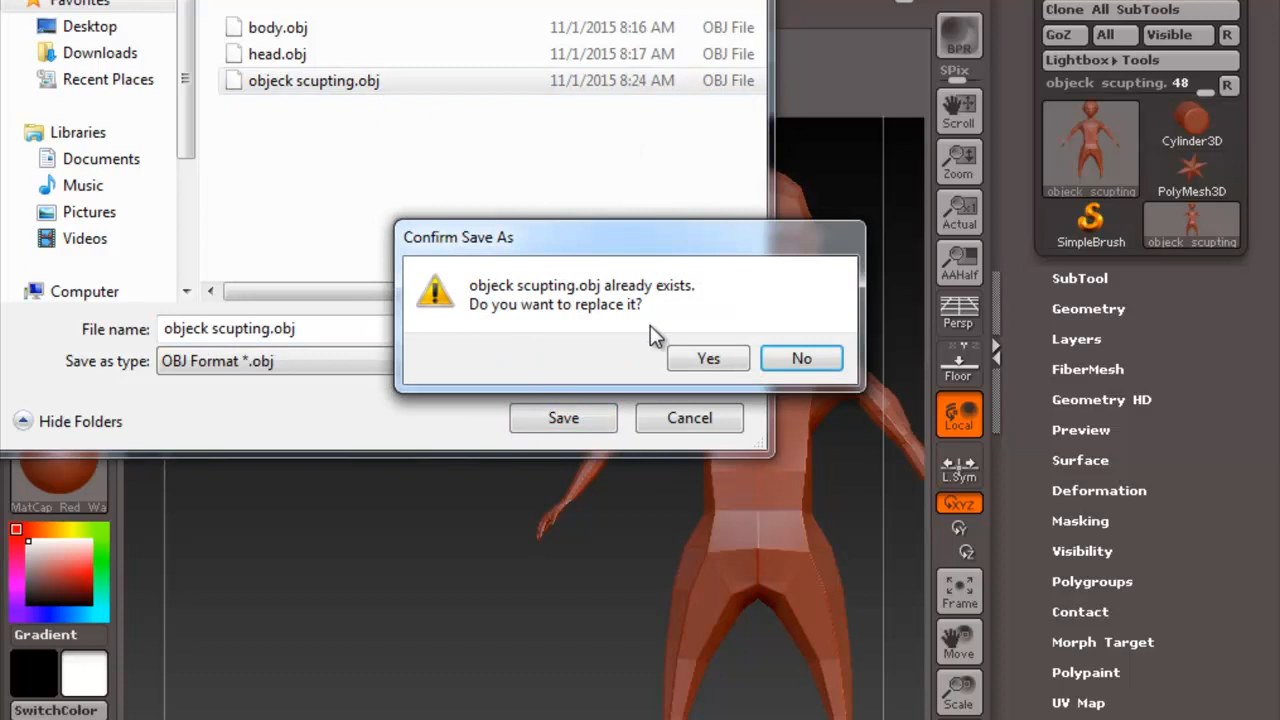 Favorites
Desktop
Downloads
Recent Places
Libraries
Documents
Music
Pictures
Videos
Computer
body.obj 11/1/2015 8:16 AM OBJ File
head.obj 11/1/2015 8:24 AM OBJ File
objeck scupting.obj 11/1/2015 8:24 AM OBJ File
File name: objeck scupting.obj
Save as type: OBJ Format *.obj
Hide Folders
Save
Cancel
Confirm Save As
objeck scupting.obj already exists.
Do you want to replace it?
Yes
No
MatCap Red Wa
Gradient
SwitchColor
BPR
SPix
Scroll
Zoom
Actual
AAHalf
Persp
Floor
Local
L.Sym
XYZ
Y
Z
Frame
Move
Scale
Clone All SubTools
GoZ All Visible R
Lightbox▸Tools
objeck scupting. 48 R
Cylinder3D
objeck scupting
PolyMesh3D
SimpleBrush
objeck scupting
SubTool
Geometry
Layers
FiberMesh
Geometry HD
Preview
Surface
Deformation
Masking
Visibility
Polygroups
Contact
Morph Target
Polypaint
UV Map